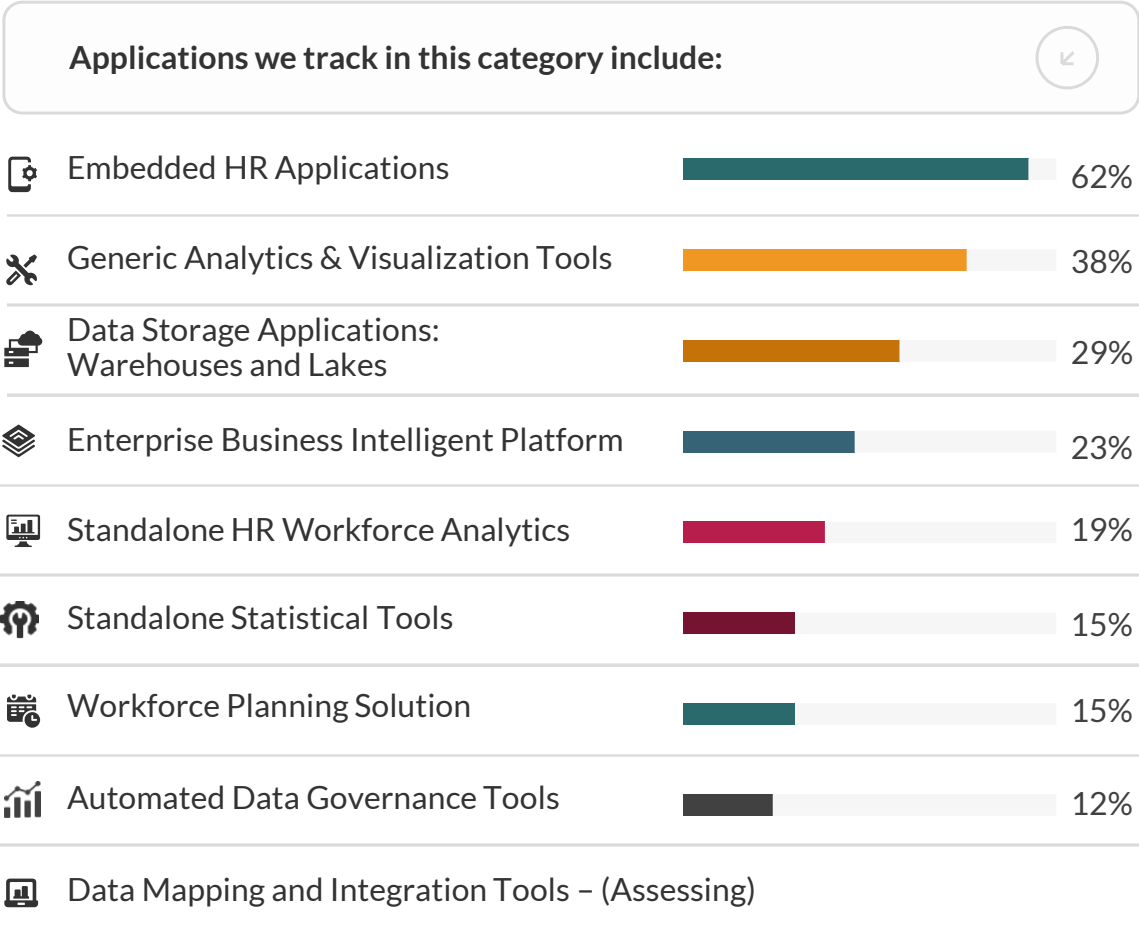 Applications we track in this category include:
Embedded HR Applications 62%
Generic Analytics & Visualization Tools 38%
Data Storage Applications:
Warehouses and Lakes 29%
Enterprise Business Intelligent Platform 23%
Standalone HR Workforce Analytics 19%
Standalone Statistical Tools 15%
Workforce Planning Solution 15%
Automated Data Governance Tools 12%
Data Mapping and Integration Tools – (Assessing)